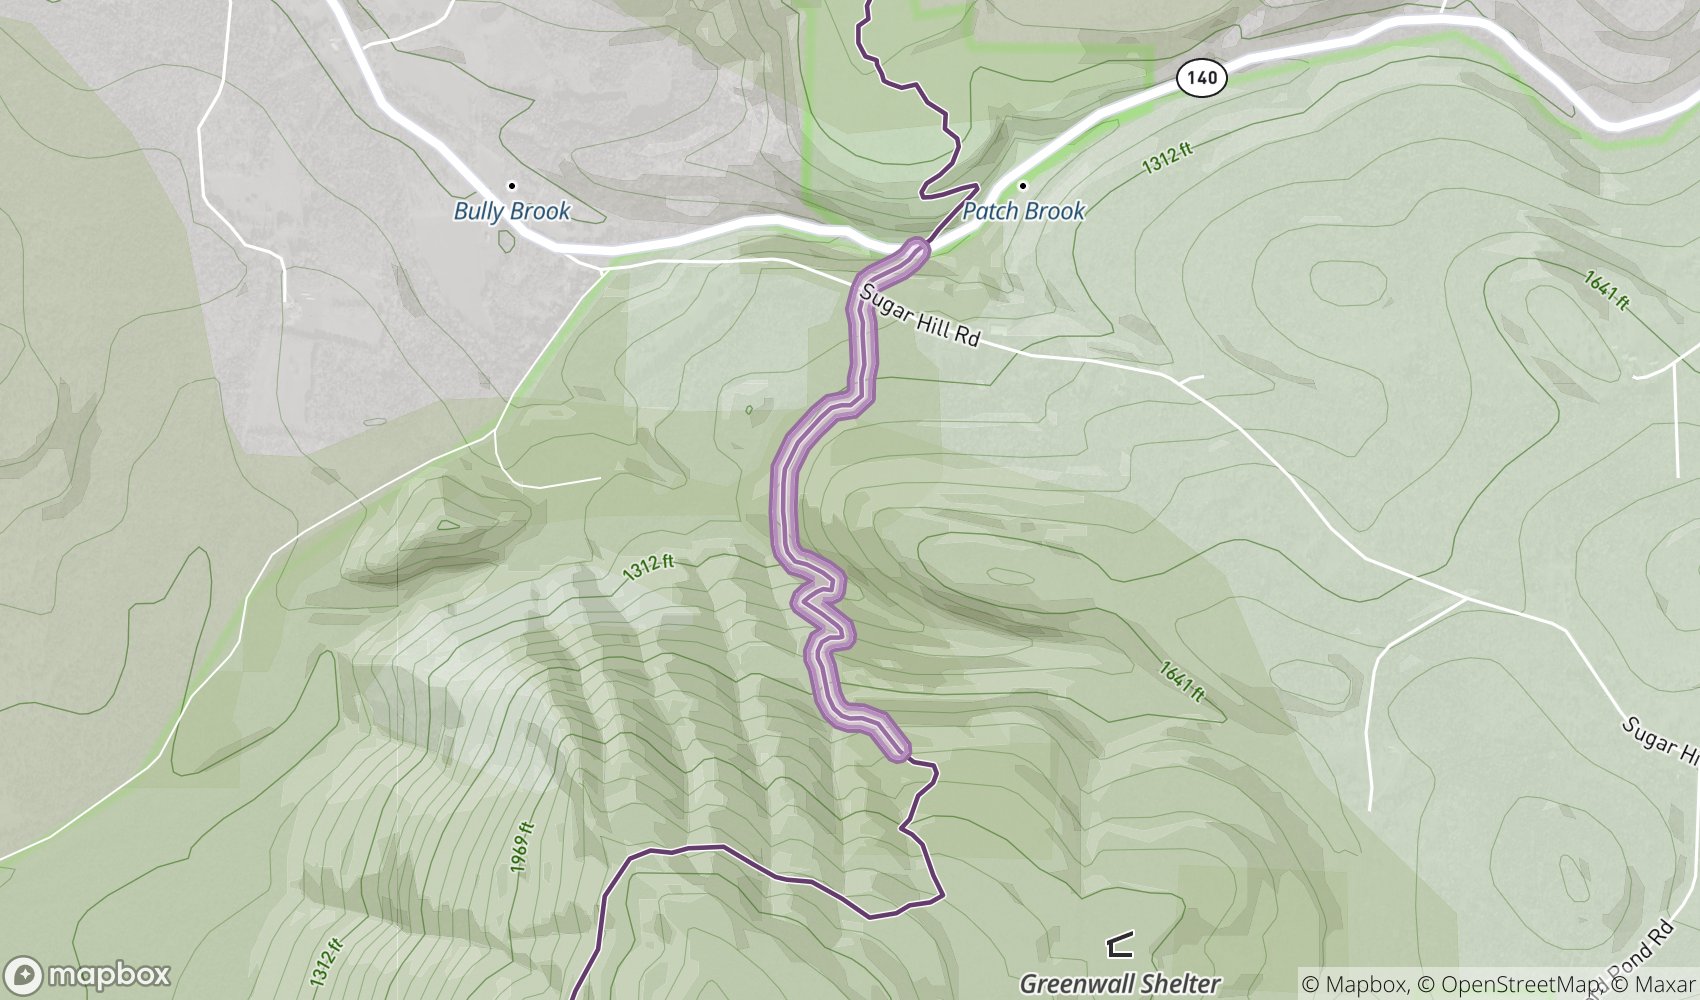 140
1312 ft
Bully Brook
Patch Brook
1641 ft
Sugar Hill Rd
1312 ft
1641 ft
Sugar Hi
1969 ft
1312 ft
Pond Rd
Greenwall Shelter
mapbox
© Mapbox, © OpenStreetMap, © Maxar